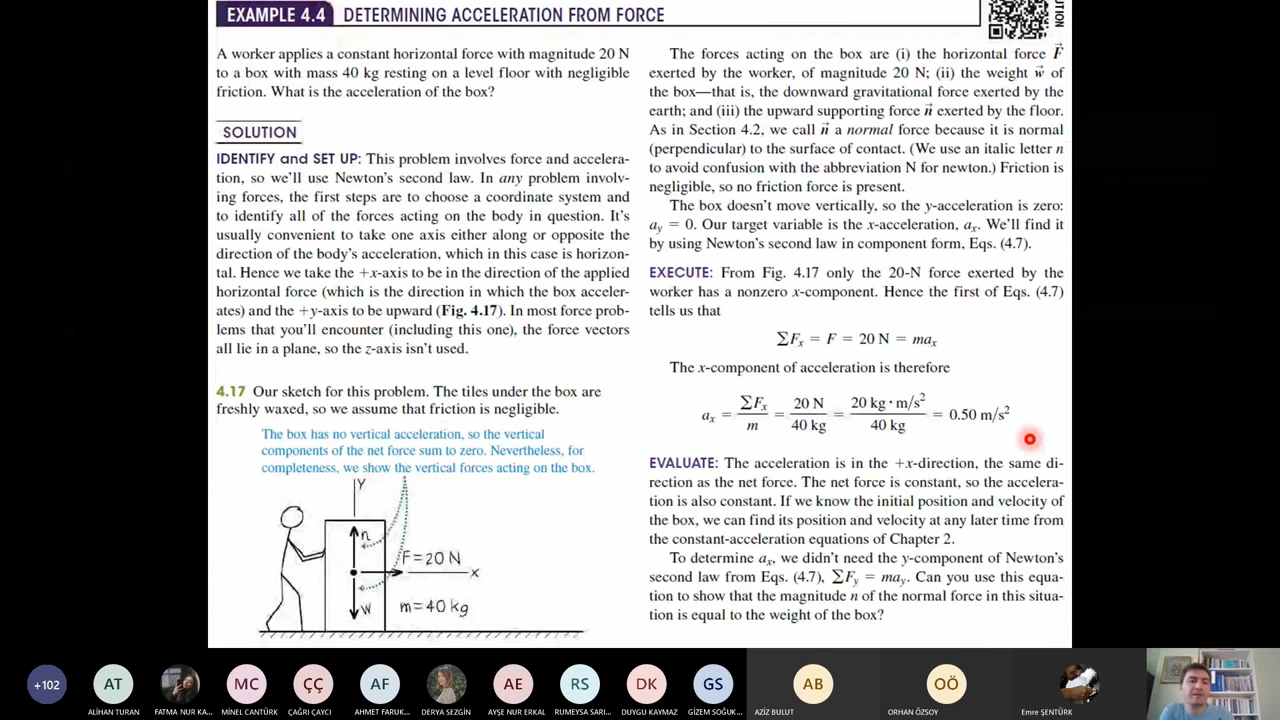 EXAMPLE 4.4 DETERMINING ACCELERATION FROM FORCE
UTION
A worker applies a constant horizontal force with magnitude 20 N
to a box with mass 40 kg resting on a level floor with negligible
friction. What is the acceleration of the box?
SOLUTION
IDENTIFY and SET UP: This problem involves force and accelera-
tion, so we'll use Newton's second law. In any problem involv-
ing forces, the first steps are to choose a coordinate system and
to identify all of the forces acting on the body in question. It's
usually convenient to take one axis either along or opposite the
direction of the body's acceleration, which in this case is horizon-
tal. Hence we take the +x-axis to be in the direction of the applied
horizontal force (which is the direction in which the box acceler-
ates) and the +y-axis to be upward (Fig. 4.17). In most force prob-
lems that you'll encounter (including this one), the force vectors
all lie in a plane, so the z-axis isn't used.
4.17 Our sketch for this problem. The tiles under the box are
freshly waxed, so we assume that friction is negligible.
The box has no vertical acceleration, so the vertical
components of the net force sum to zero. Nevertheless, for
completeness, we show the vertical forces acting on the box.
Y
n
F = 20 N
x
w
m = 40 kg
The forces acting on the box are (i) the horizontal force F⃗
exerted by the worker, of magnitude 20 N; (ii) the weight w⃗ of
the box—that is, the downward gravitational force exerted by the
earth; and (iii) the upward supporting force n⃗ exerted by the floor.
As in Section 4.2, we call n⃗ a normal force because it is normal
(perpendicular) to the surface of contact. (We use an italic letter n
to avoid confusion with the abbreviation N for newton.) Friction is
negligible, so no friction force is present.
The box doesn't move vertically, so the y-acceleration is zero:
a_y = 0. Our target variable is the x-acceleration, a_x. We'll find it
by using Newton's second law in component form, Eqs. (4.7).
EXECUTE: From Fig. 4.17 only the 20-N force exerted by the
worker has a nonzero x-component. Hence the first of Eqs. (4.7)
tells us that
∑F_x = F = 20 N = ma_x
The x-component of acceleration is therefore
a_x = ∑F_x / m = 20 N / 40 kg = 20 kg · m/s² / 40 kg = 0.50 m/s²
EVALUATE: The acceleration is in the +x-direction, the same di-
rection as the net force. The net force is constant, so the accelera-
tion is also constant. If we know the initial position and velocity of
the box, we can find its position and velocity at any later time from
the constant-acceleration equations of Chapter 2.
To determine a_x, we didn't need the y-component of Newton's
second law from Eqs. (4.7), ∑F_y = ma_y. Can you use this equa-
tion to show that the magnitude n of the normal force in this situa-
tion is equal to the weight of the box?
+102 AT MC ÇÇ AF AE RS DK GS AB OÖ
ALİHAN TURAN FATMA NUR KA... MİNEL CANTÜRK ÇAĞRI ÇAYCI AHMET FARUK... DERYA SEZGİN AYŞE NUR ERKAL RUMEYSA SARI... DUYGU KAYMAZ GİZEM SOĞUK... AZİZ BULUT ORHAN ÖZSOY Emre ŞENTÜRK